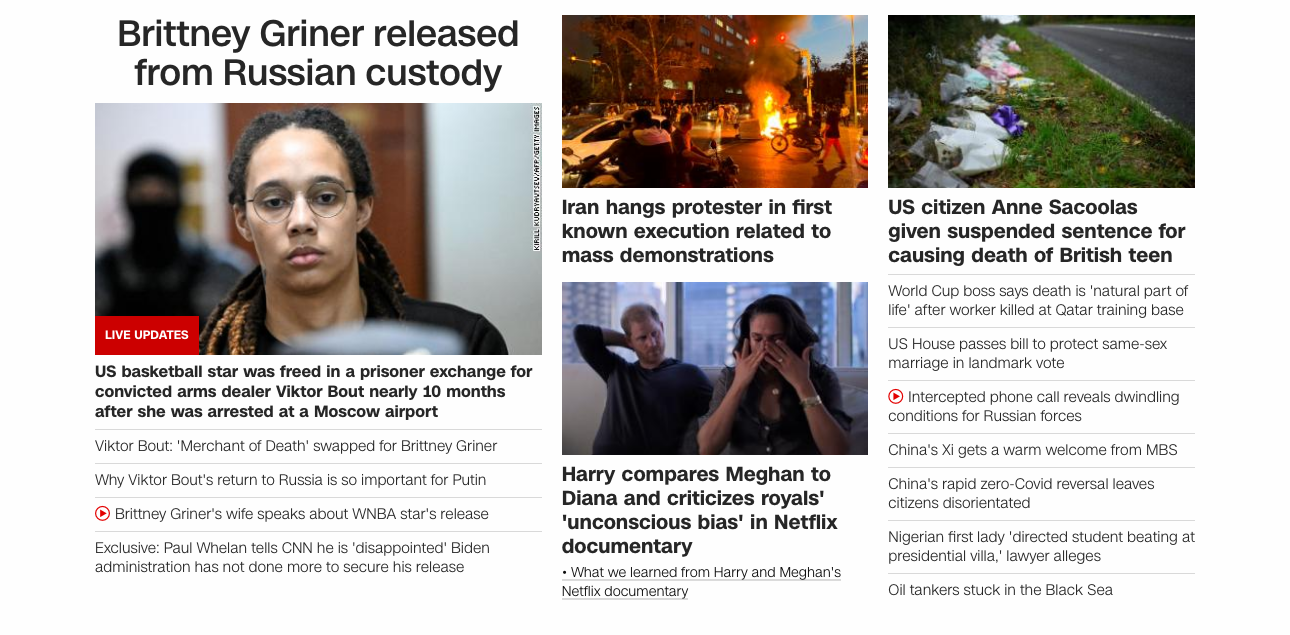 Brittney Griner released
from Russian custody
KIRILL KUDRYAVTSEV/AFP/GETTY IMAGES
LIVE UPDATES
US basketball star was freed in a prisoner exchange for
convicted arms dealer Viktor Bout nearly 10 months
after she was arrested at a Moscow airport
Viktor Bout: 'Merchant of Death' swapped for Brittney Griner
Why Viktor Bout's return to Russia is so important for Putin
Brittney Griner's wife speaks about WNBA star's release
Exclusive: Paul Whelan tells CNN he is 'disappointed' Biden
administration has not done more to secure his release
Iran hangs protester in first
known execution related to
mass demonstrations
Harry compares Meghan to
Diana and criticizes royals'
'unconscious bias' in Netflix
documentary
• What we learned from Harry and Meghan's
Netflix documentary
US citizen Anne Sacoolas
given suspended sentence for
causing death of British teen
World Cup boss says death is 'natural part of
life' after worker killed at Qatar training base
US House passes bill to protect same-sex
marriage in landmark vote
Intercepted phone call reveals dwindling
conditions for Russian forces
China's Xi gets a warm welcome from MBS
China's rapid zero-Covid reversal leaves
citizens disorientated
Nigerian first lady 'directed student beating at
presidential villa,' lawyer alleges
Oil tankers stuck in the Black Sea